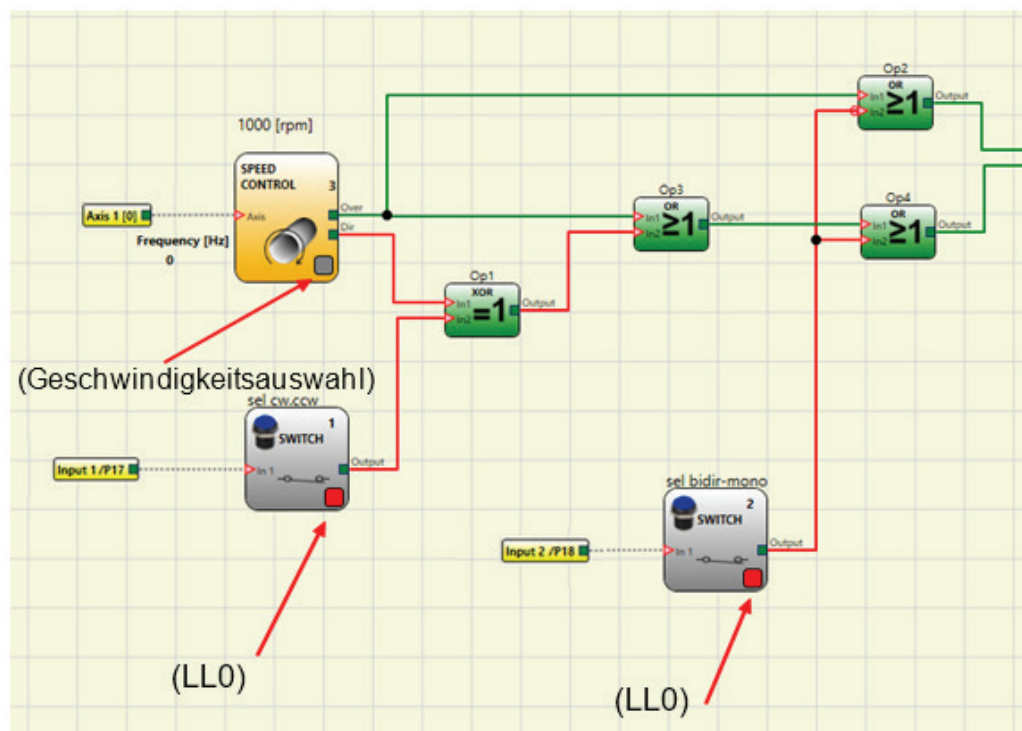 Op2
OR
In1
≥1
Output
In2
1000 [rpm]
SPEED
CONTROL
3
Op3
OR
Op4
OR
Axis 1 [0]
Axis
Over
In1
≥1
Output
In1
≥1
Output
Dir
In2
In2
Frequency [Hz]
0
Op1
XOR
In1
=1
Output
In2
(Geschwindigkeitsauswahl)
sel cw.ccw
1
SWITCH
Input 1 /P17
In 1
Output
sel bidir-mono
2
SWITCH
Input 2 /P18
In 1
Output
(LL0)
(LL0)